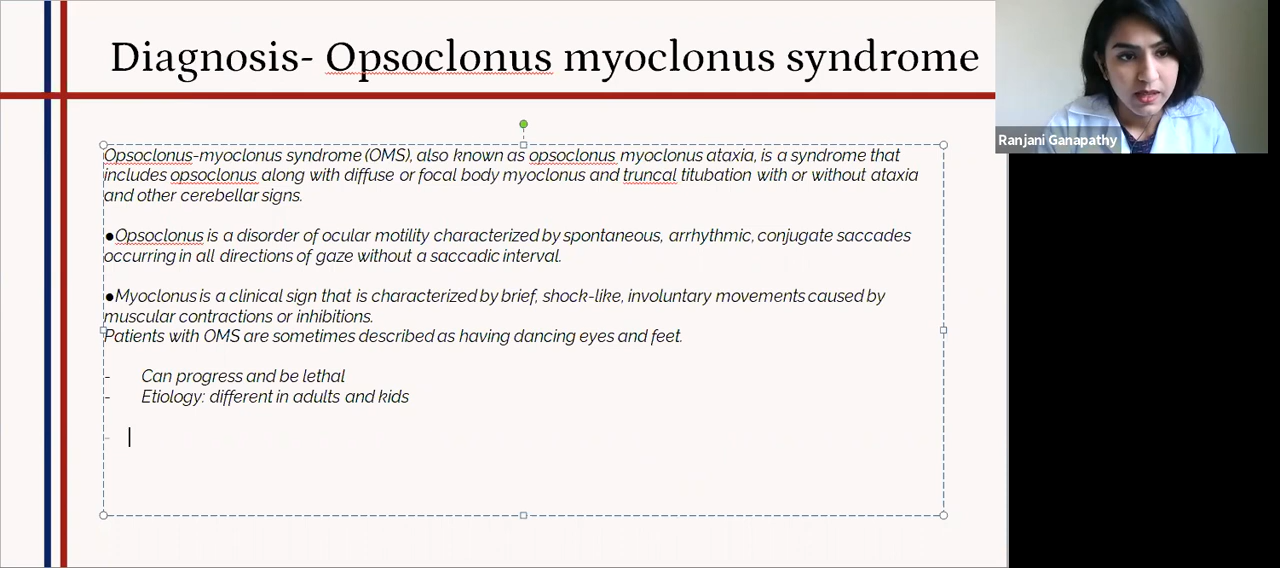 Diagnosis- Opsoclonus myoclonus syndrome
Ranjani Ganapathy
Opsoclonus-myoclonus syndrome (OMS), also known as opsoclonus myoclonus ataxia, is a syndrome that
includes opsoclonus along with diffuse or focal body myoclonus and truncal titubation with or without ataxia
and other cerebellar signs.
●Opsoclonus is a disorder of ocular motility characterized by spontaneous, arrhythmic, conjugate saccades
occurring in all directions of gaze without a saccadic interval.
●Myoclonus is a clinical sign that is characterized by brief, shock-like, involuntary movements caused by
muscular contractions or inhibitions.
Patients with OMS are sometimes described as having dancing eyes and feet.
- Can progress and be lethal
- Etiology: different in adults and kids
-